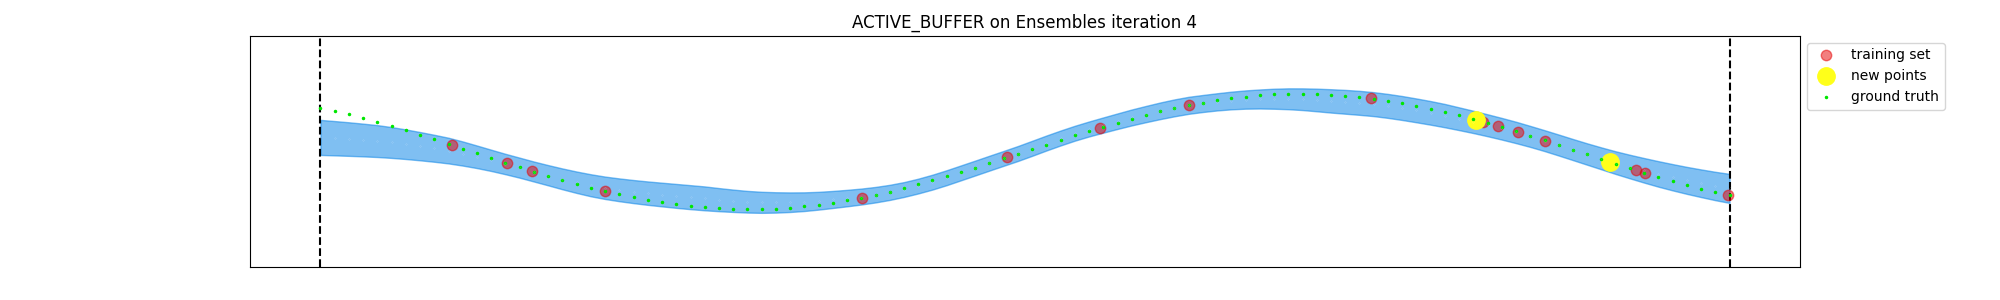 ACTIVE_BUFFER on Ensembles iteration 4
training set
new points
ground truth